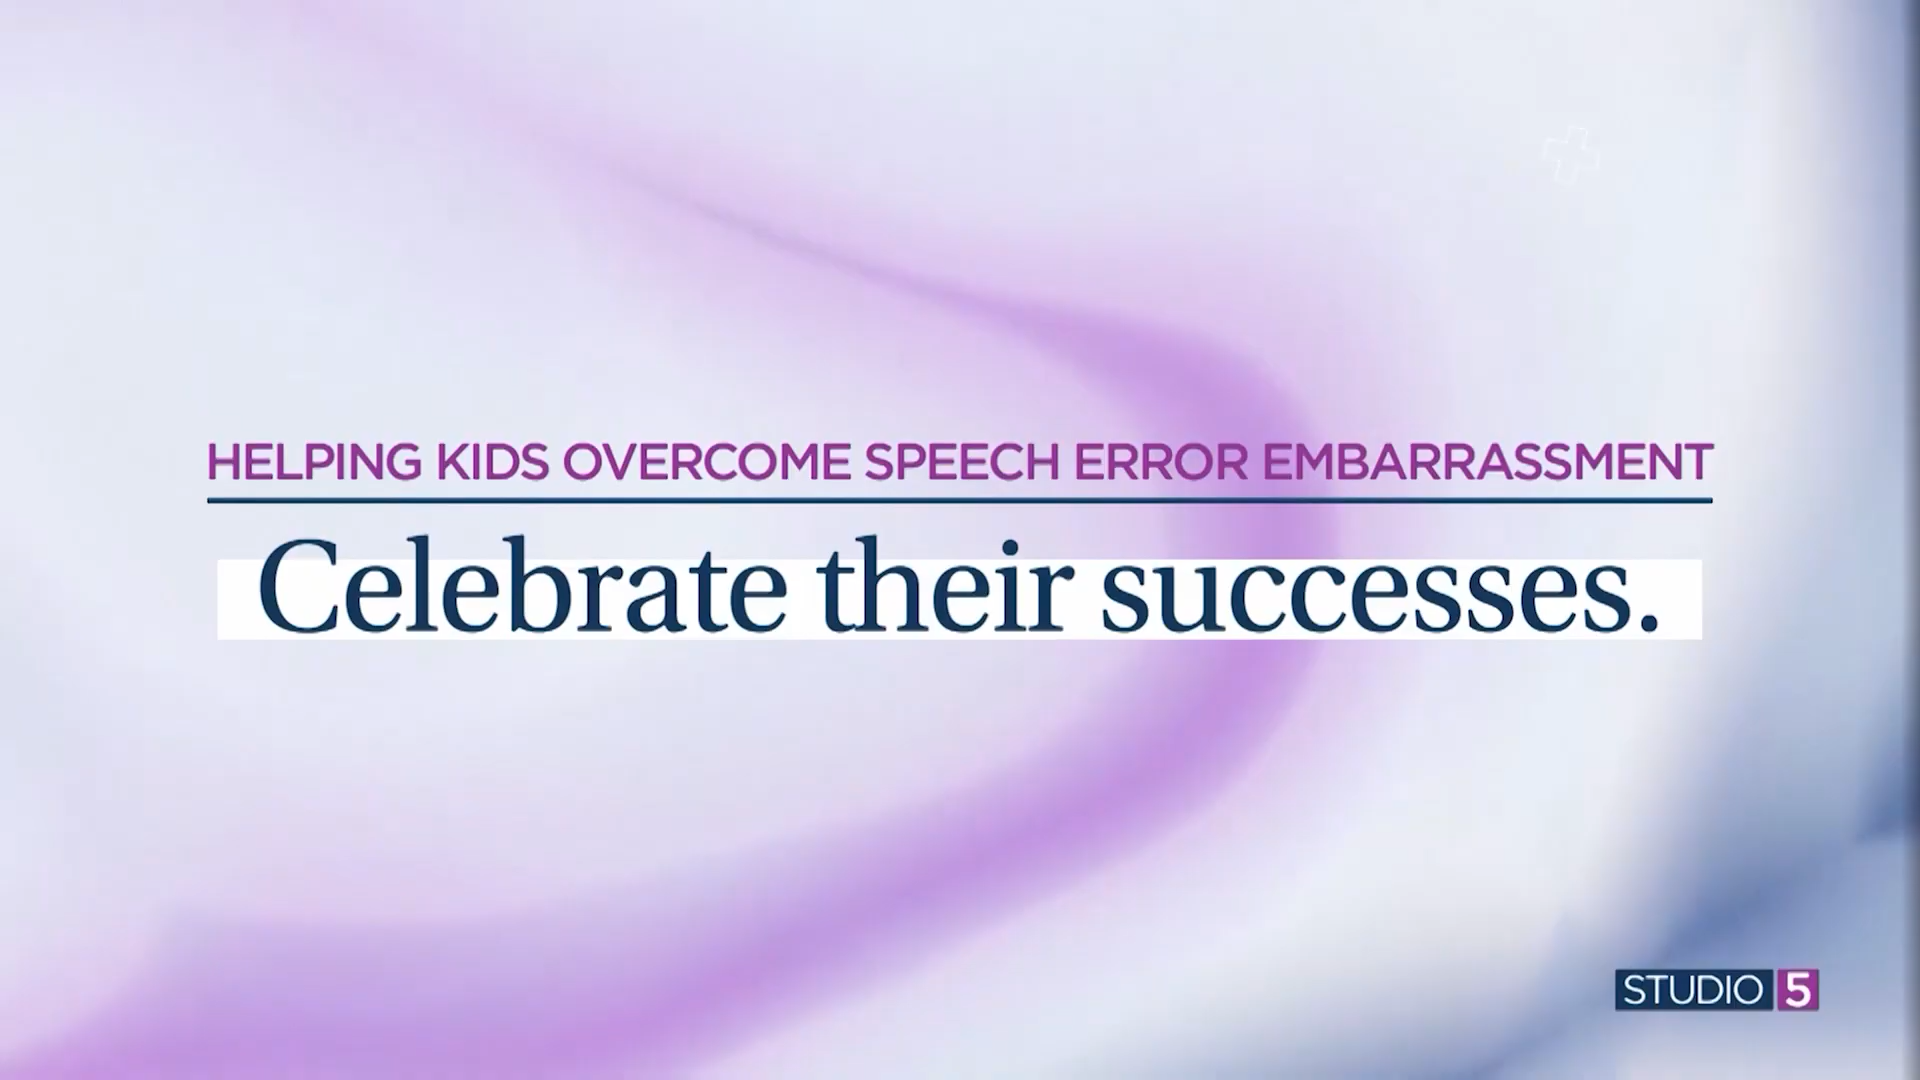 HELPING KIDS OVERCOME SPEECH ERROR EMBARRASSMENT
Celebrate their successes.
STUDIO 5